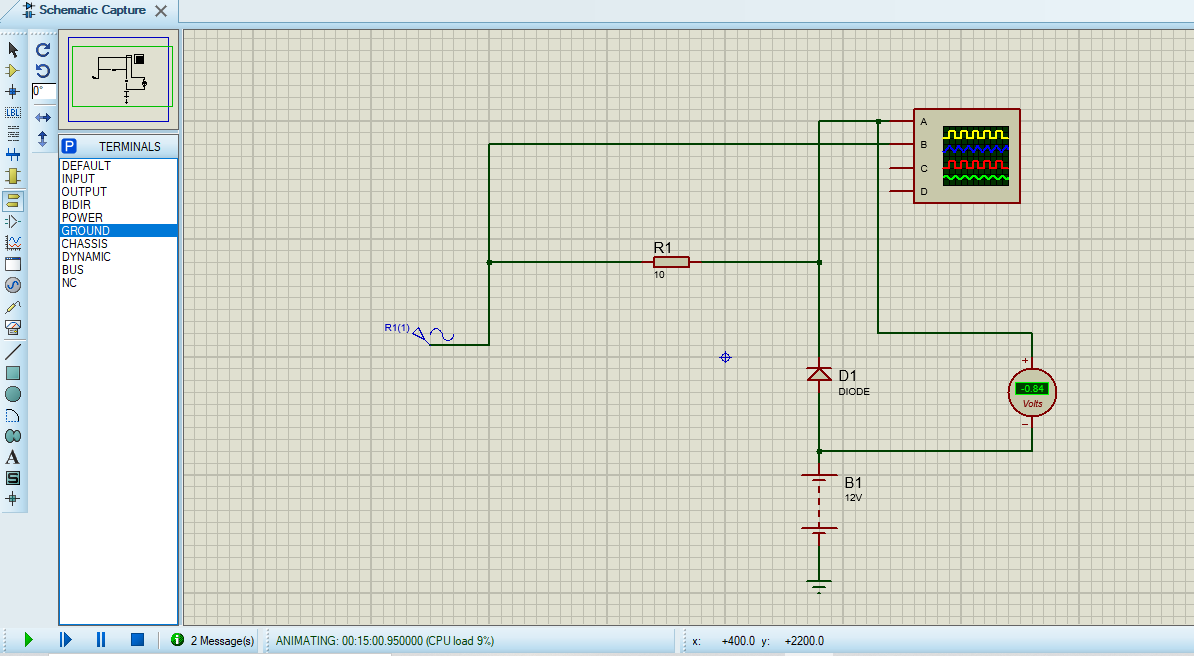 Schematic Capture
0°
LBL
P TERMINALS
DEFAULT
INPUT
OUTPUT
BIDIR
POWER
GROUND
CHASSIS
DYNAMIC
BUS
NC
A
S
A
B
C
D
R1
10
R1(1)
D1
DIODE
+
-0.84
Volts
B1
12V
2 Message(s)
ANIMATING: 00:15:00.950000 (CPU load 9%)
x: +400.0 y: +2200.0